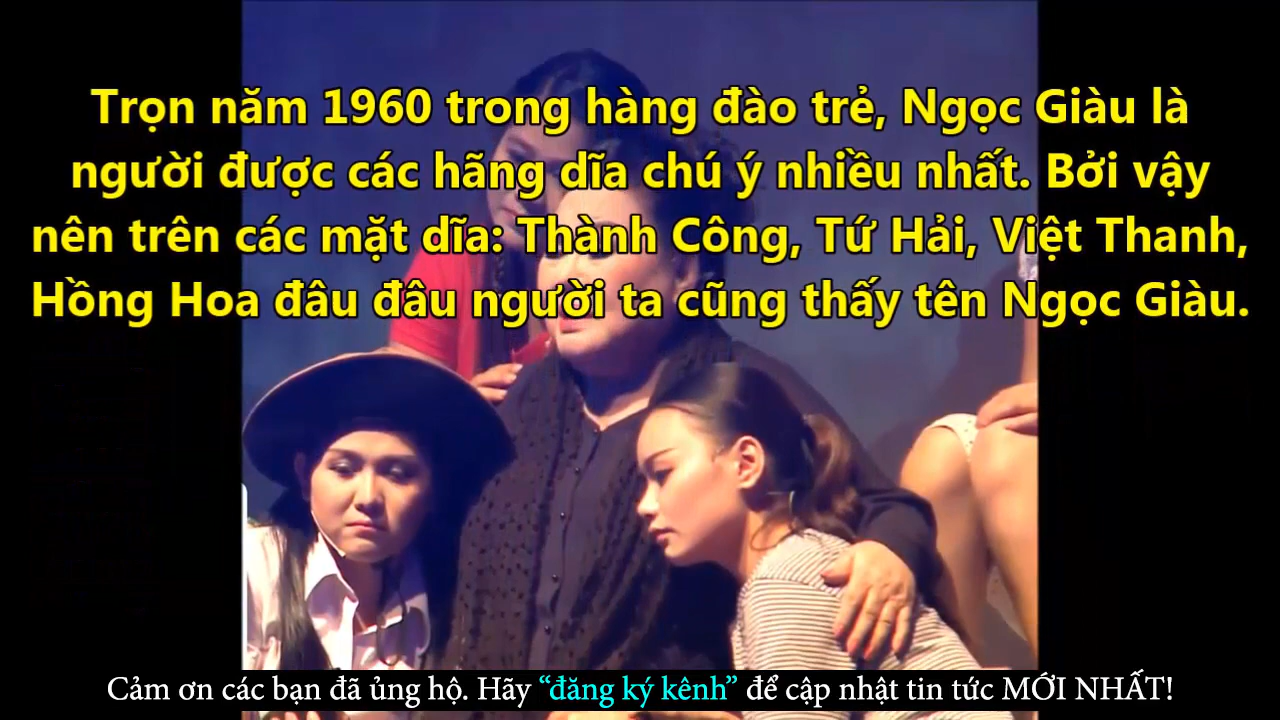 Trọn năm 1960 trong hàng đào trẻ, Ngọc Giàu là
người được các hãng dĩa chú ý nhiều nhất. Bởi vậy
nên trên các mặt dĩa: Thành Công, Tứ Hải, Việt Thanh,
Hồng Hoa đâu đâu người ta cũng thấy tên Ngọc Giàu.
Cảm ơn các bạn đã ủng hộ. Hãy “đăng ký kênh” để cập nhật tin tức MỚI NHẤT!